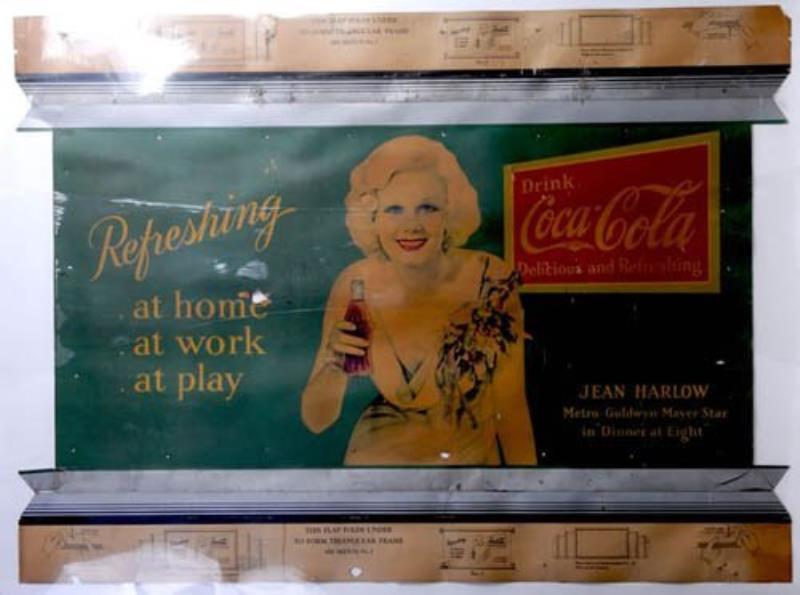 THIS FLAP FOLDS UNDER
TO FORM TRIANGULAR FRAME
Refreshing
at home
at work
at play
Drink
Coca-Cola
Delicious and Refreshing
JEAN HARLOW
Metro Goldwyn Mayer Star
in Dinner at Eight
THIS FLAP FOLDS UNDER
TO FORM TRIANGULAR FRAME